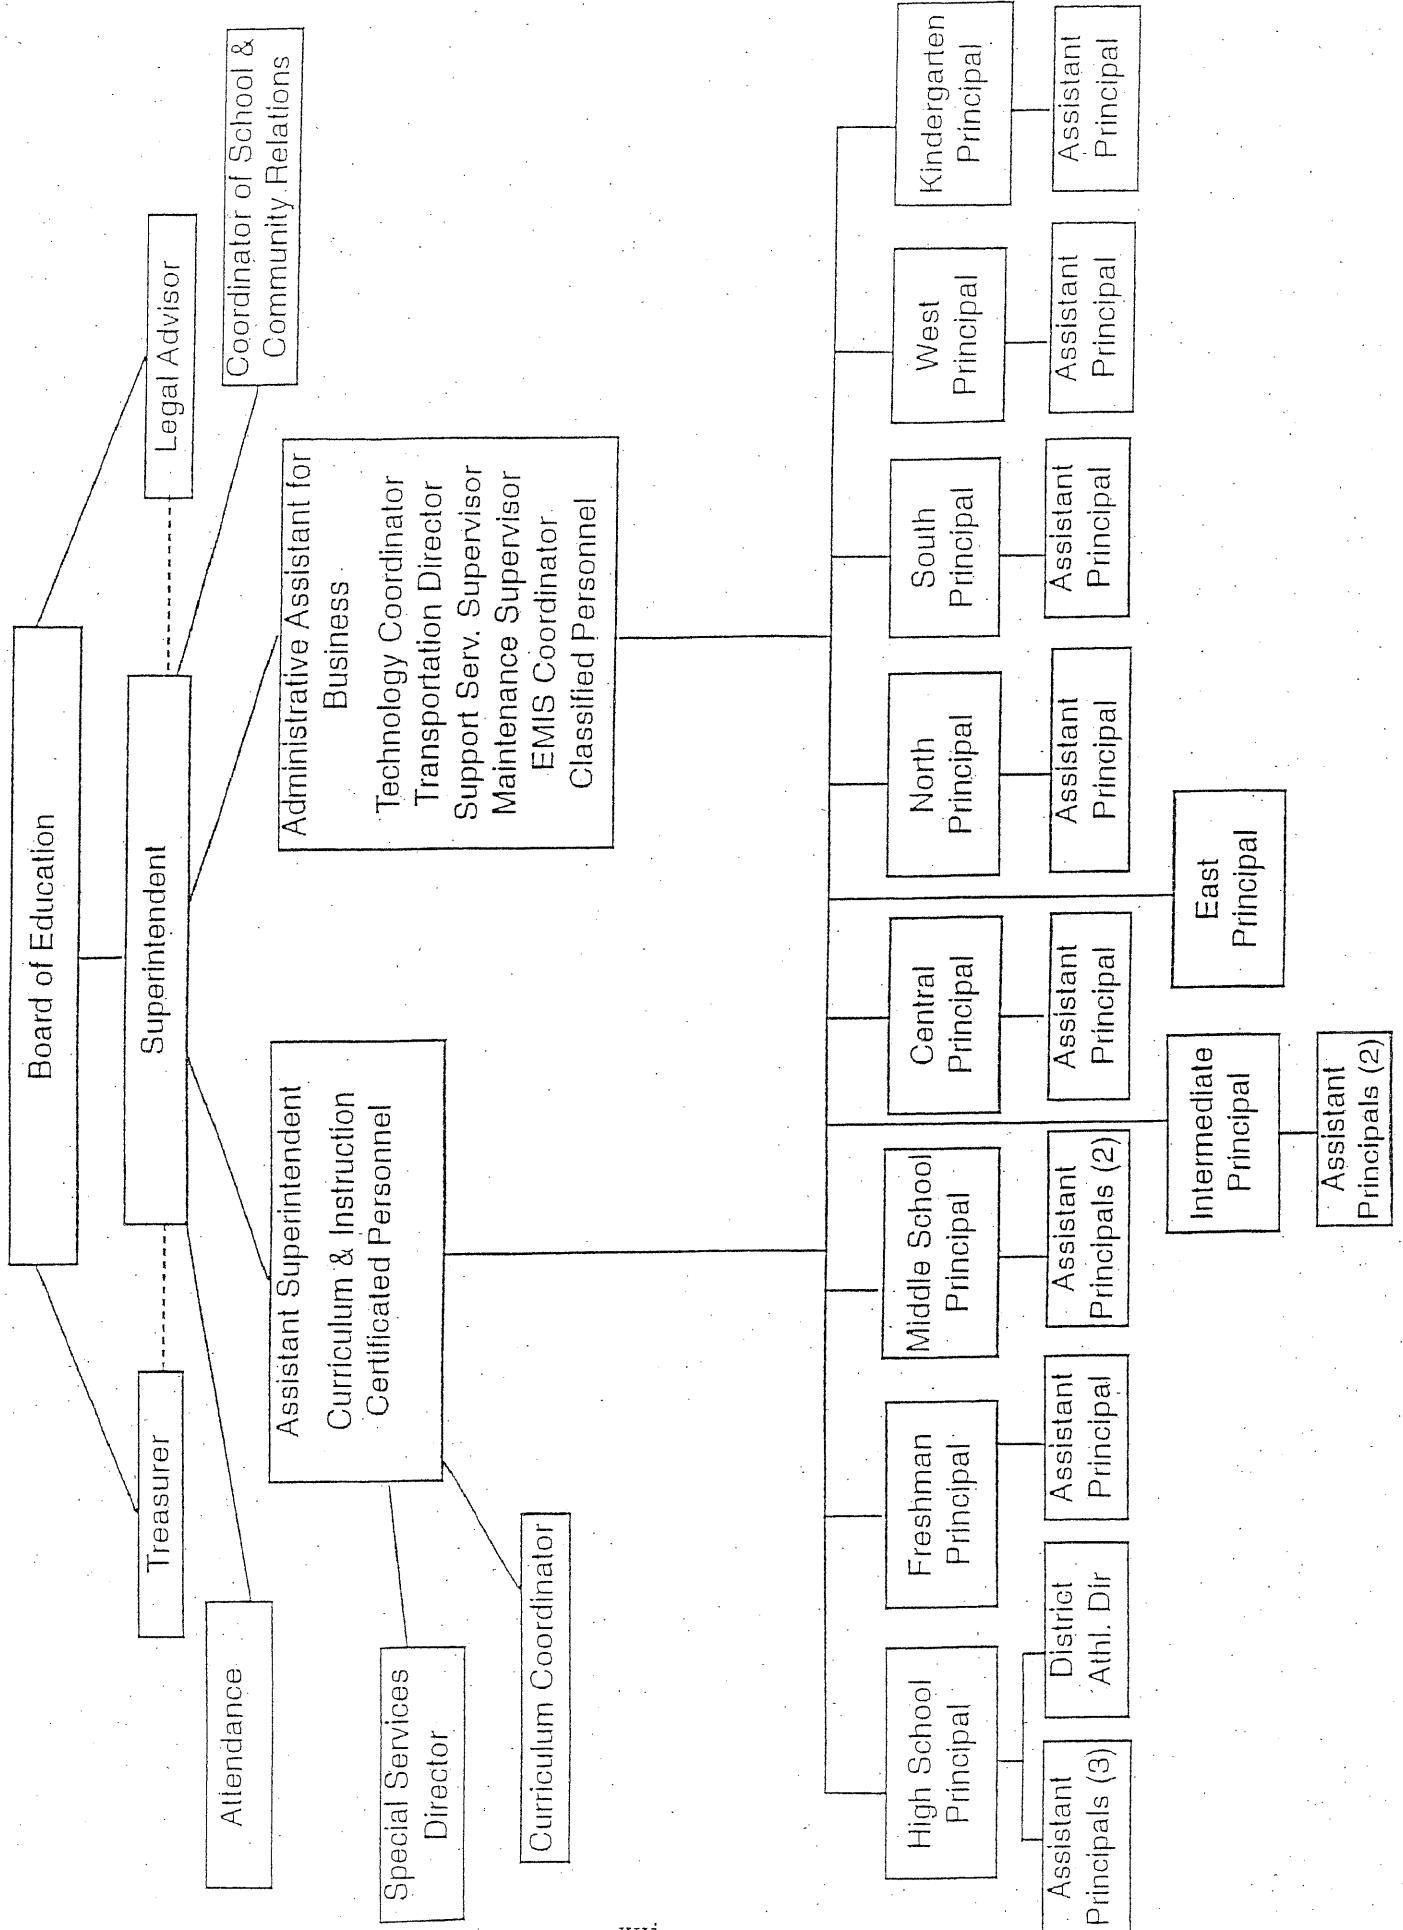 Board of Education
Treasurer
Superintendent
Legal Advisor
Attendance
Coordinator of School &
Community Relations
Assistant Superintendent
Curriculum & Instruction
Certificated Personnel
Administrative Assistant for
Business
Technology Coordinator
Transportation Director
Support Serv. Supervisor
Maintenance Supervisor
EMIS Coordinator
Classified Personnel
Special Services
Director
Curriculum Coordinator
High School
Principal
Freshman
Principal
Middle School
Principal
Central
Principal
North
Principal
South
Principal
West
Principal
Kindergarten
Principal
Assistant
Principals (3)
District
Athl. Dir
Assistant
Principal
Assistant
Principals (2)
Assistant
Principal
Assistant
Principal
Assistant
Principal
Assistant
Principal
Assistant
Principal
Intermediate
Principal
East
Principal
Assistant
Principals (2)